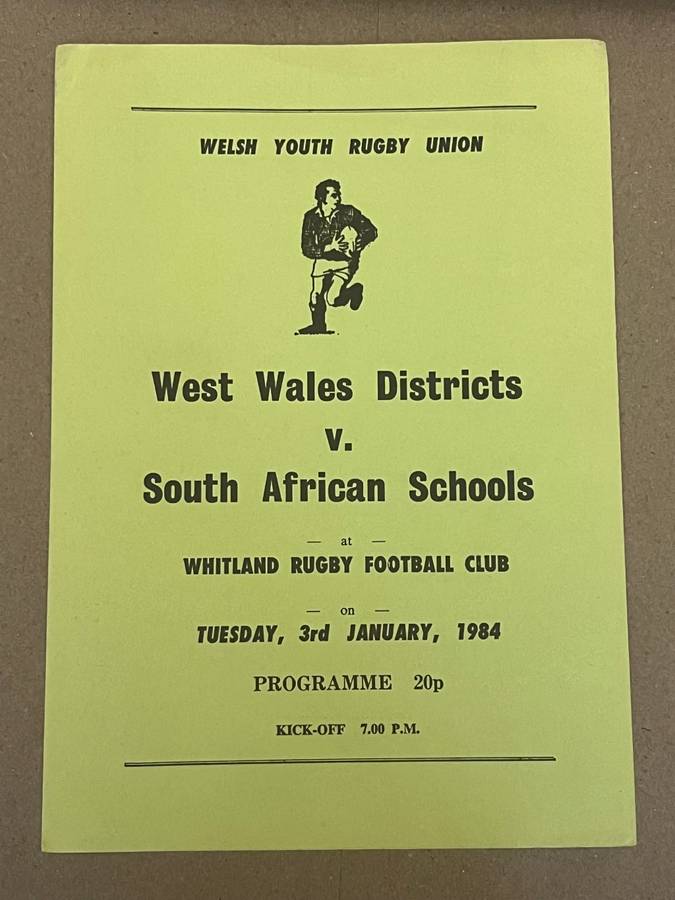 WELSH YOUTH RUGBY UNION
West Wales Districts
v.
South African Schools
— at —
WHITLAND RUGBY FOOTBALL CLUB
— on —
TUESDAY, 3rd JANUARY, 1984
PROGRAMME 20p
KICK-OFF 7.00 P.M.